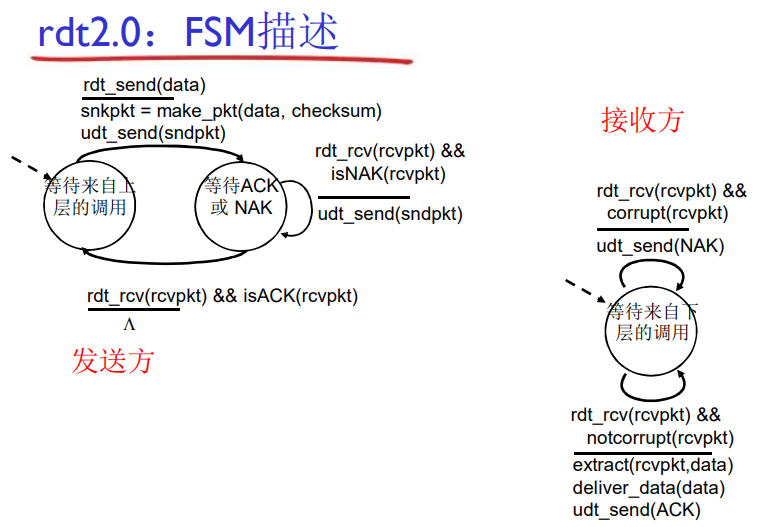 rdt2.0：FSM描述
rdt_send(data)
snkpkt = make_pkt(data, checksum)
udt_send(sndpkt)
等待来自上
层的调用
等待ACK
或 NAK
rdt_rcv(rcvpkt) &&
isNAK(rcvpkt)
udt_send(sndpkt)
rdt_rcv(rcvpkt) && isACK(rcvpkt)
Λ
发送方
接收方
rdt_rcv(rcvpkt) &&
corrupt(rcvpkt)
udt_send(NAK)
等待来自下
层的调用
rdt_rcv(rcvpkt) &&
notcorrupt(rcvpkt)
extract(rcvpkt,data)
deliver_data(data)
udt_send(ACK)